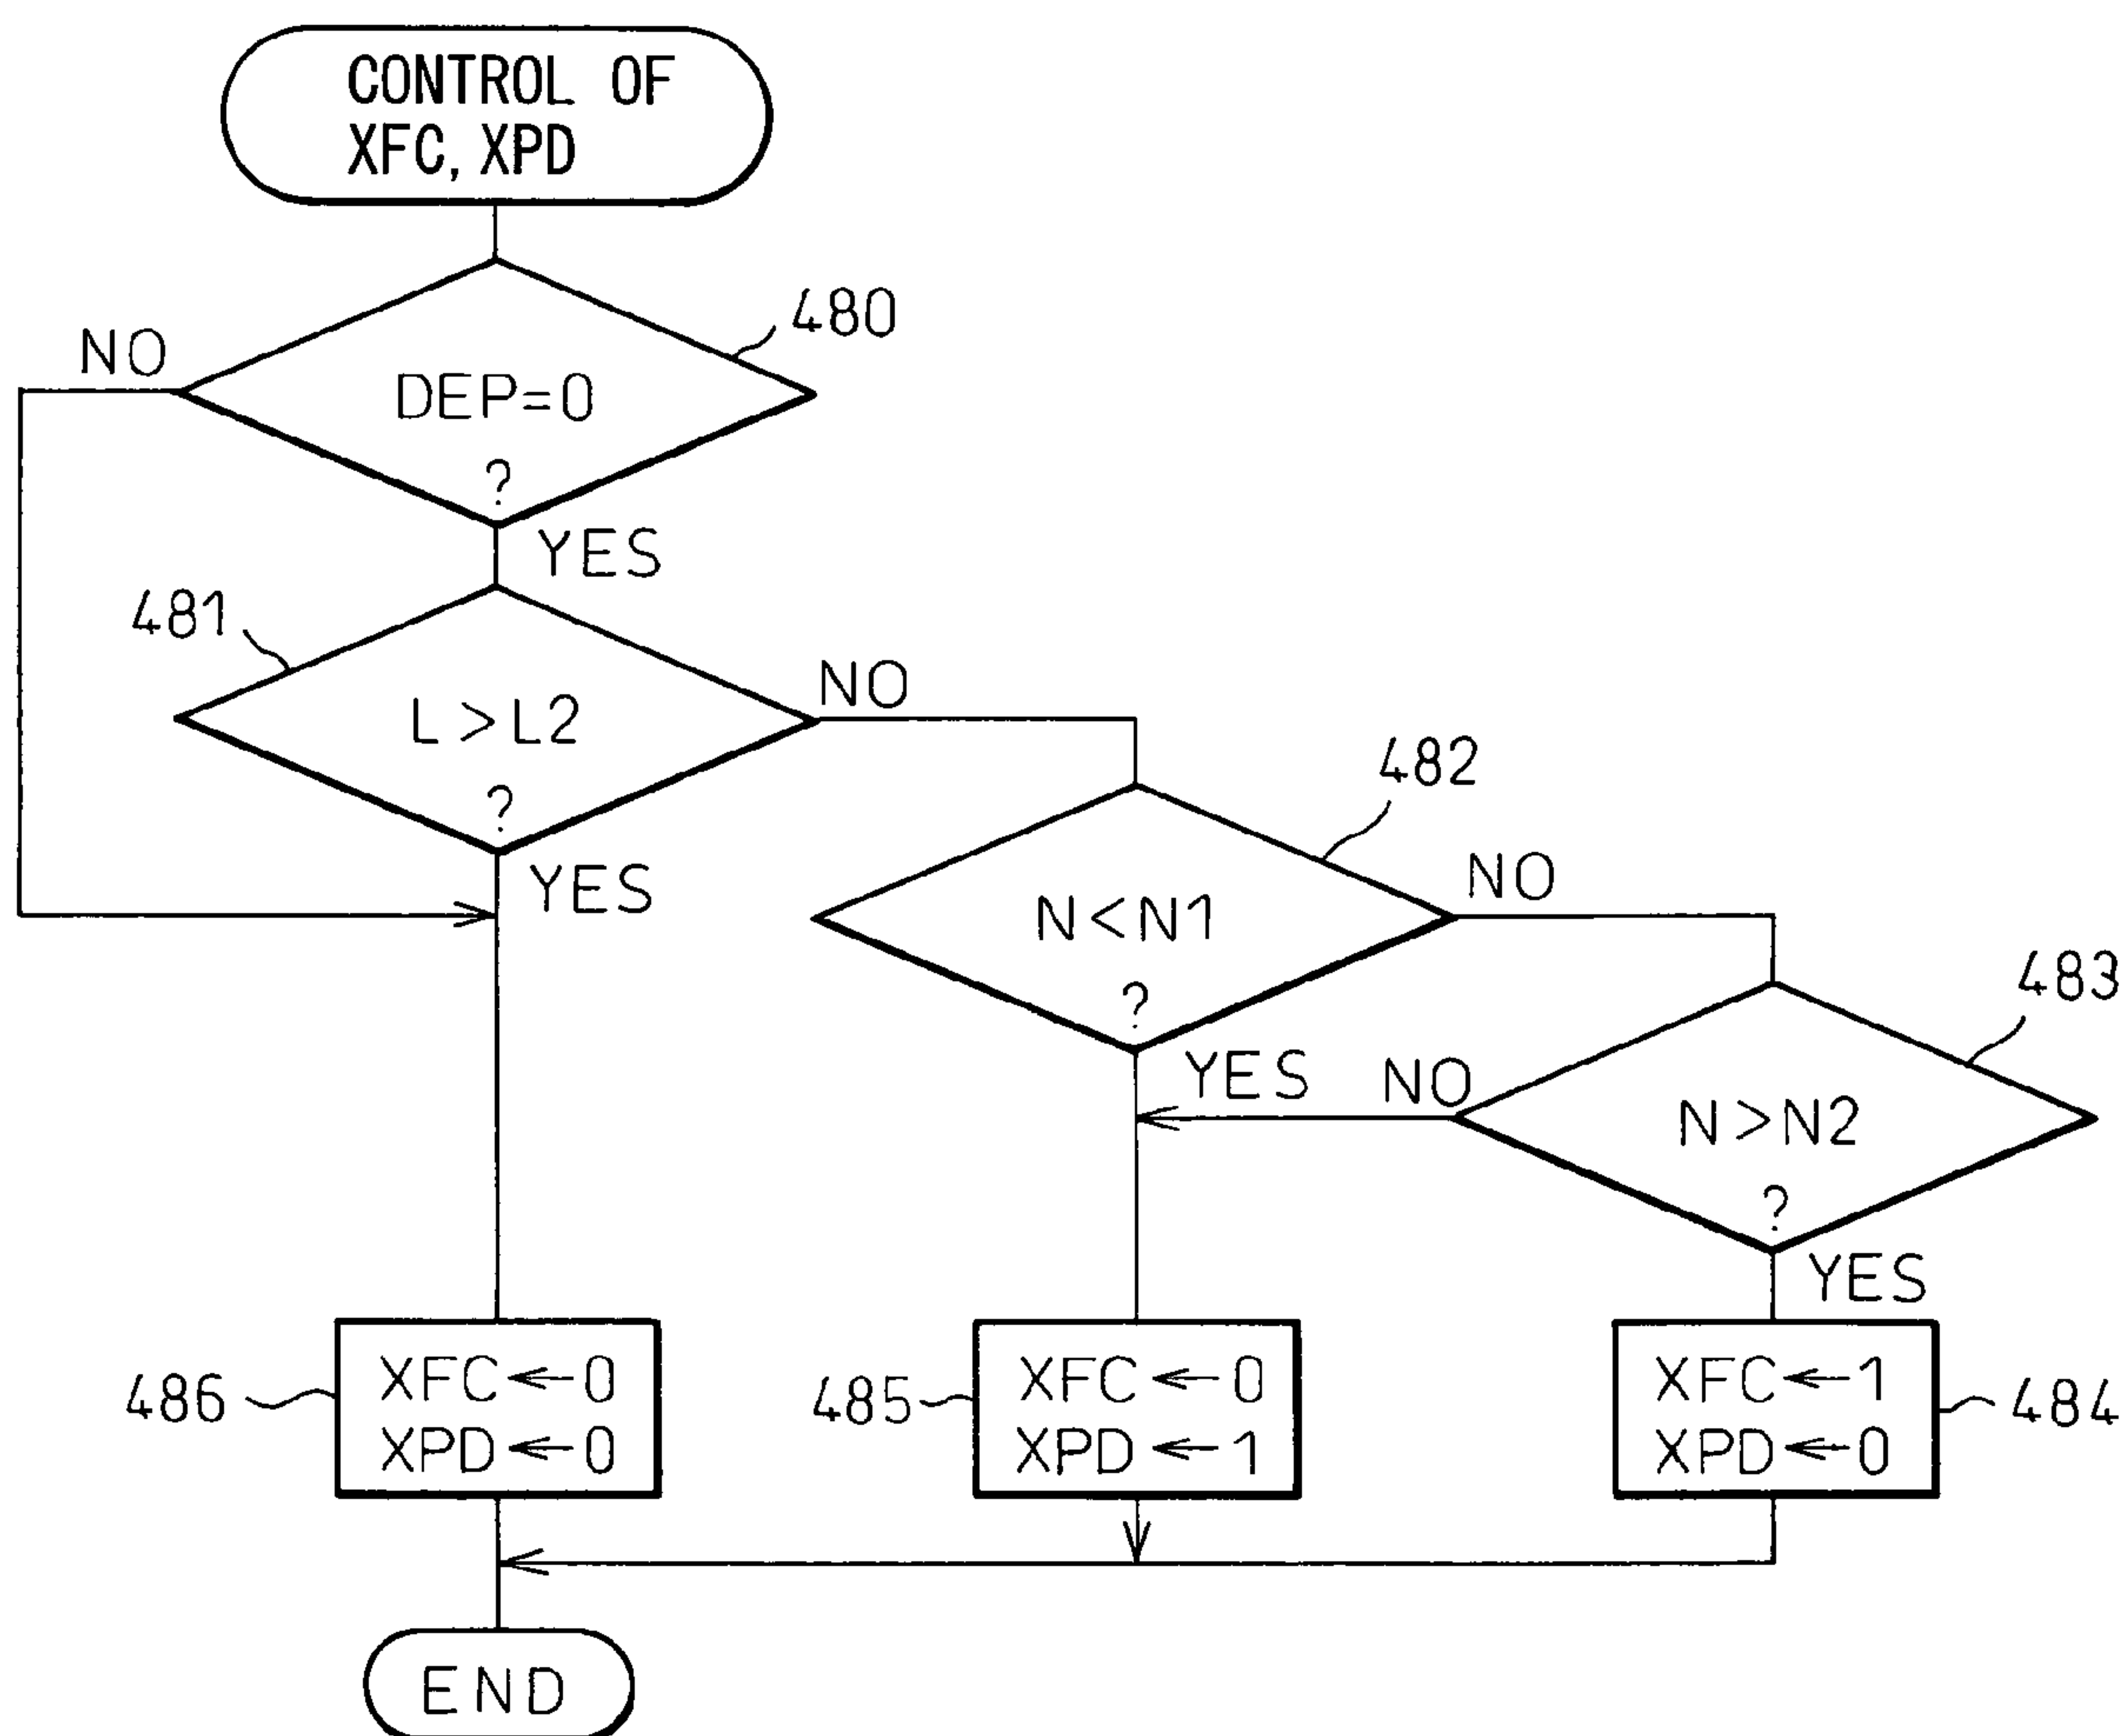 CONTROL OF
XFC, XPD
480
NO
DEP=0
?
YES
481
NO
L>L2
?
YES
482
NO
N<N1
?
YES
483
NO
N>N2
?
YES
486
XFC←0
XPD←0
485
XFC←0
XPD←1
XFC←1
XPD←0
484
END